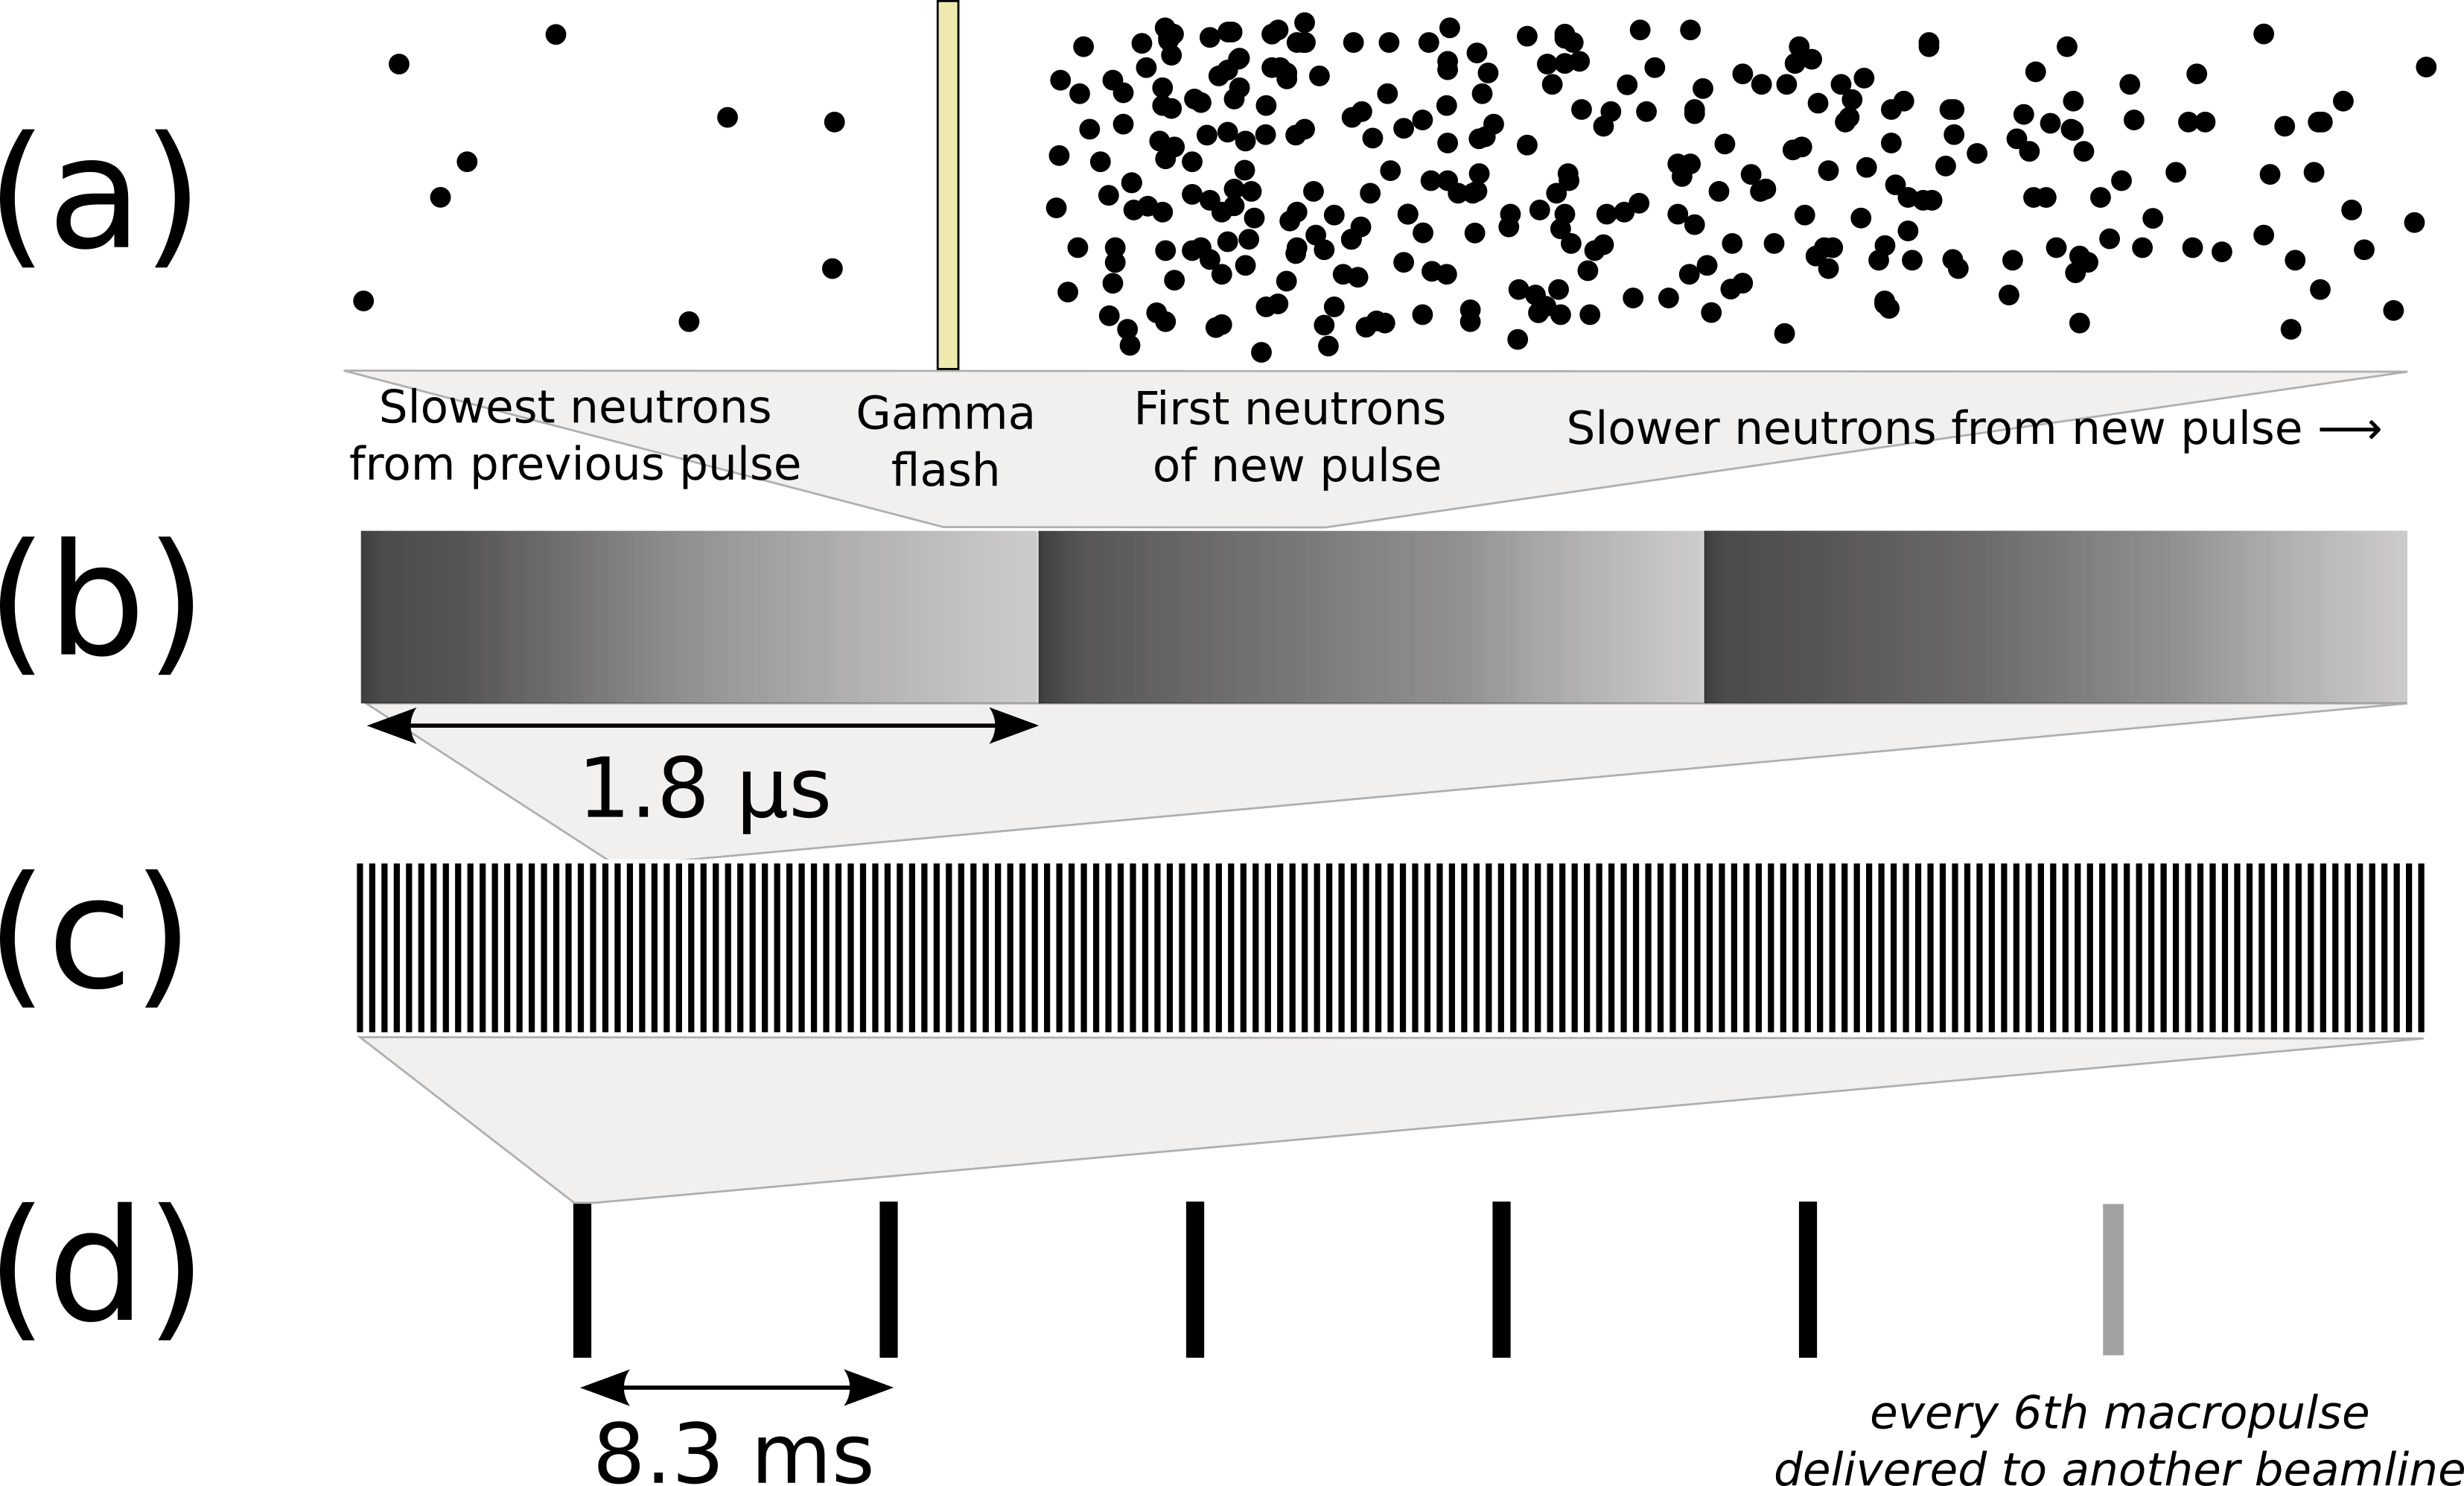 (a)
Slowest neutrons
from previous pulse
Gamma
flash
First neutrons
of new pulse
Slower neutrons from new pulse ⟶
(b)
1.8 µs
(c)
(d)
8.3 ms
every 6th macropulse
delivered to another beamline